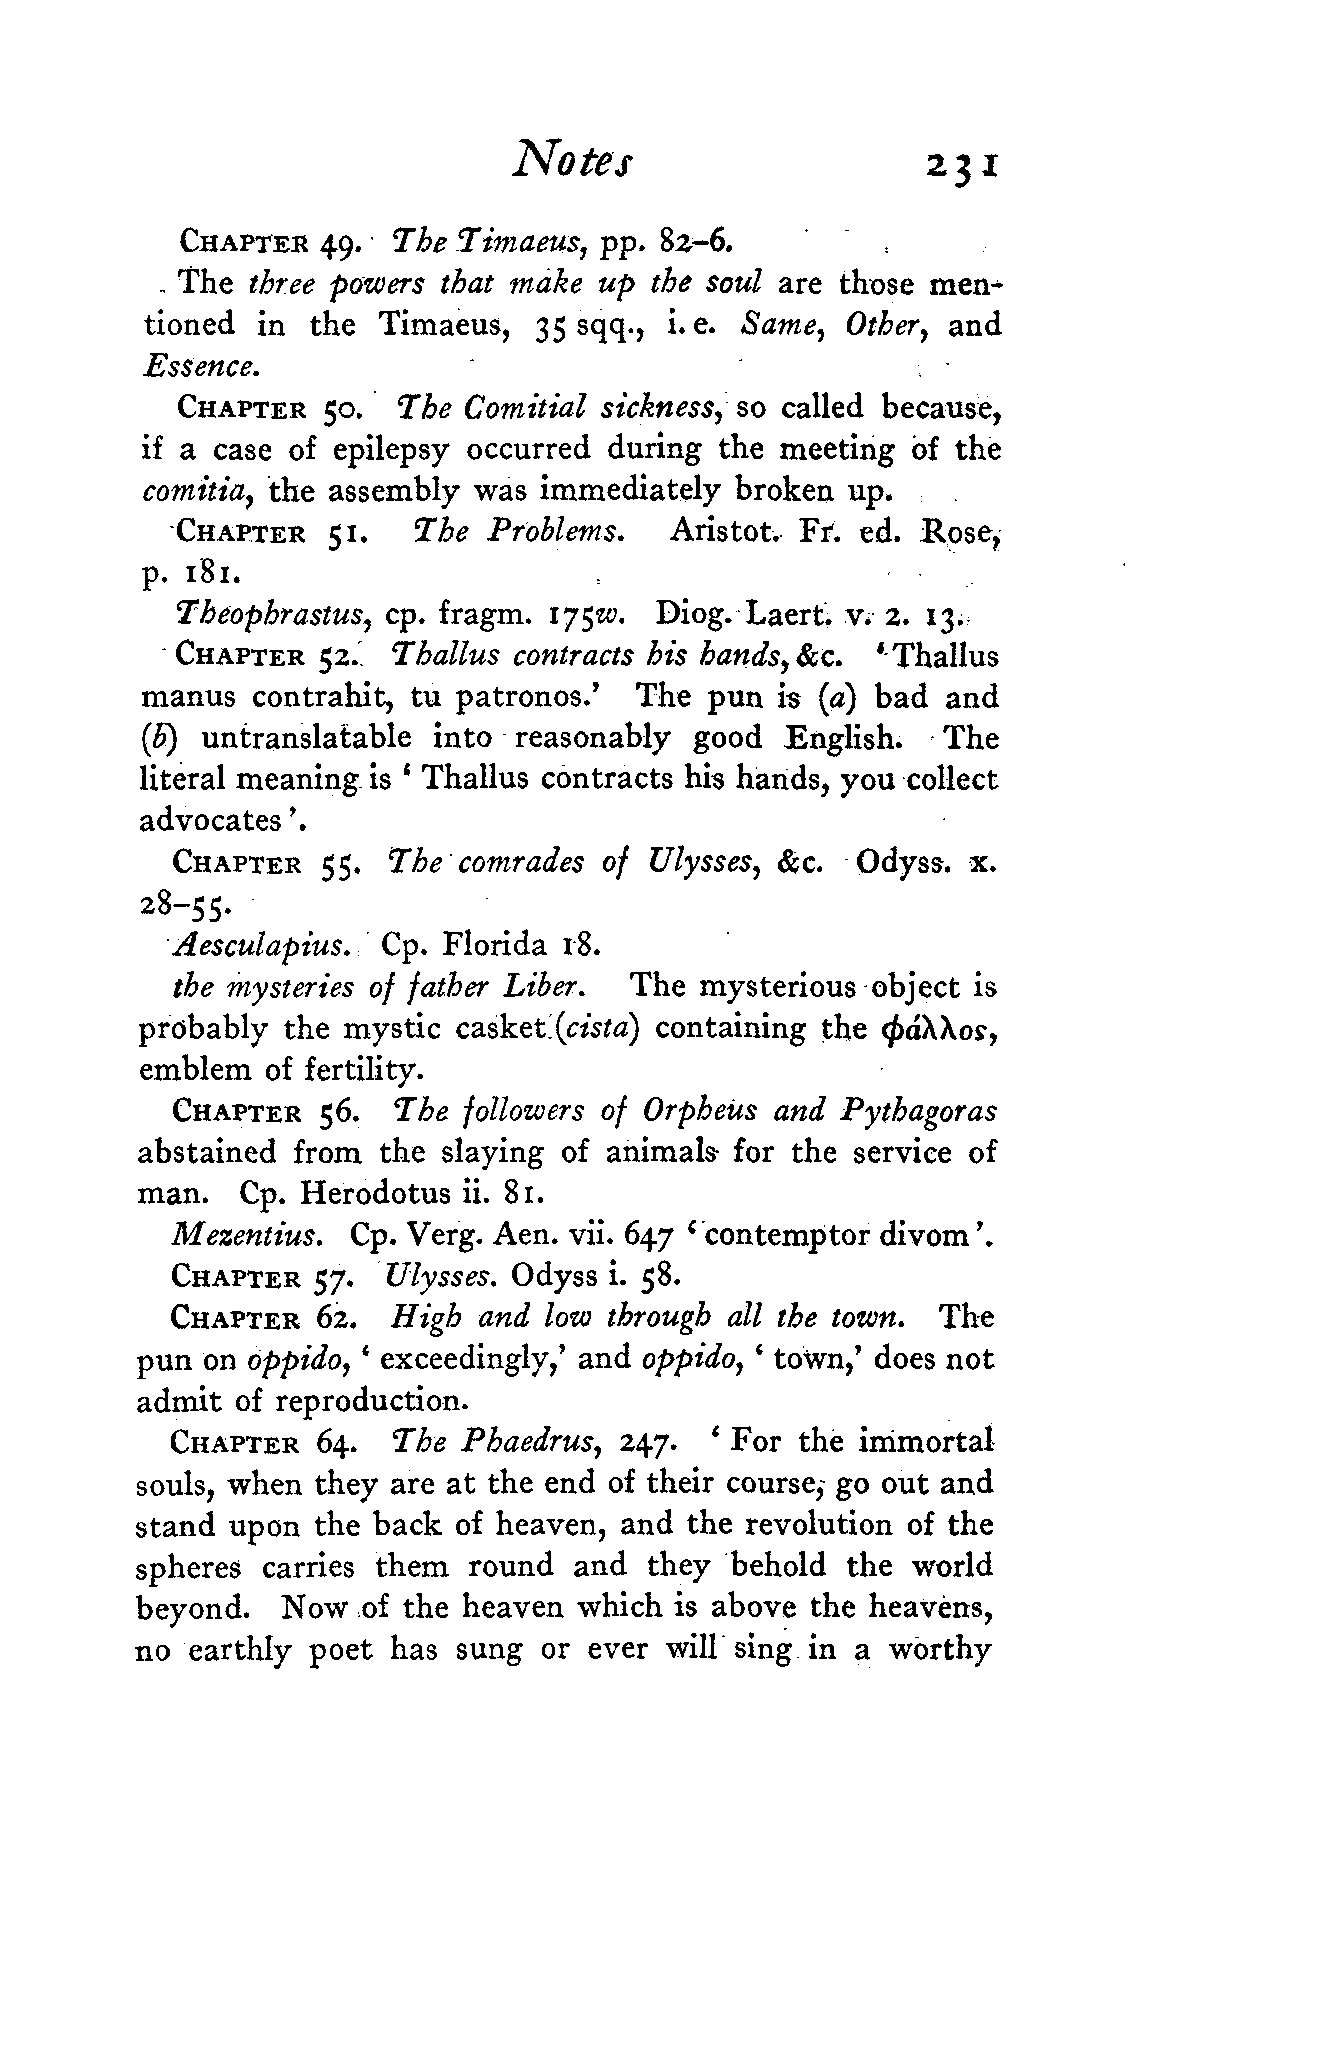 Notes 231
CHAPTER 49. The Timaeus, pp. 82–6.
The three powers that make up the soul are those men-
tioned in the Timaeus, 35 sqq., i. e. Same, Other, and
Essence.
CHAPTER 50. The Comitial sickness, so called because,
if a case of epilepsy occurred during the meeting of the
comitia, the assembly was immediately broken up.
CHAPTER 51. The Problems. Aristot. Fr. ed. Rose,
p. 181.
Theophrastus, cp. fragm. 175w. Diog. Laert. v. 2. 13.
CHAPTER 52. Thallus contracts his hands, &c. ‘Thallus
manus contrahit, tu patronos.’ The pun is (a) bad and
(b) untranslatable into reasonably good English. The
literal meaning is ‘ Thallus contracts his hands, you collect
advocates ’.
CHAPTER 55. The comrades of Ulysses, &c. Odyss. x.
28–55.
Aesculapius. Cp. Florida 18.
the mysteries of father Liber. The mysterious object is
probably the mystic casket (cista) containing the φάλλος,
emblem of fertility.
CHAPTER 56. The followers of Orpheus and Pythagoras
abstained from the slaying of animals for the service of
man. Cp. Herodotus ii. 81.
Mezentius. Cp. Verg. Aen. vii. 647 ‘ contemptor divom ’.
CHAPTER 57. Ulysses. Odyss i. 58.
CHAPTER 62. High and low through all the town. The
pun on oppido, ‘ exceedingly,’ and oppido, ‘ town,’ does not
admit of reproduction.
CHAPTER 64. The Phaedrus, 247. ‘ For the immortal
souls, when they are at the end of their course, go out and
stand upon the back of heaven, and the revolution of the
spheres carries them round and they behold the world
beyond. Now of the heaven which is above the heavens,
no earthly poet has sung or ever will sing in a worthy